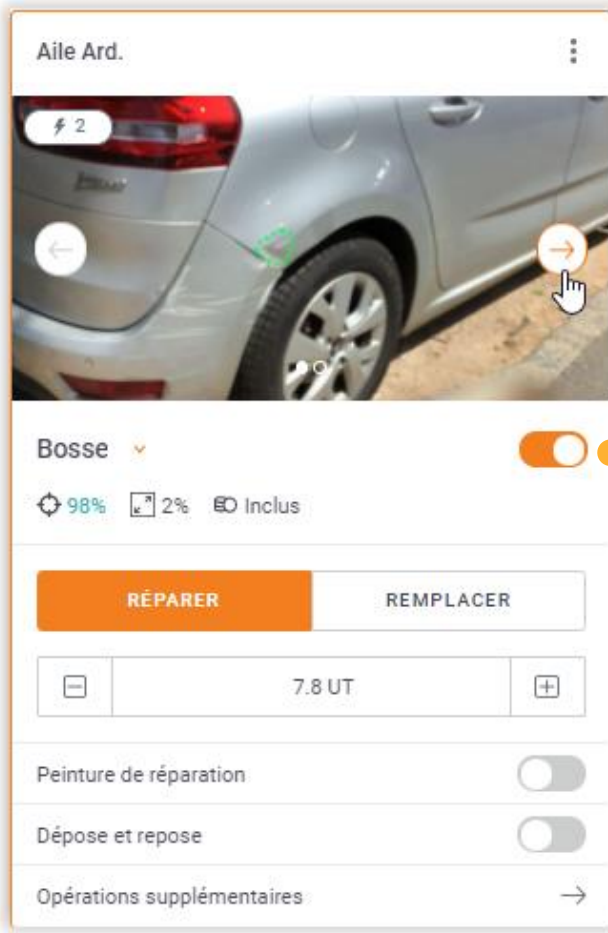 Aile Ard.
2
Bosse
98% 2% Inclus
RÉPARER REMPLACER
7.8 UT
Peinture de réparation
Dépose et repose
Opérations supplémentaires